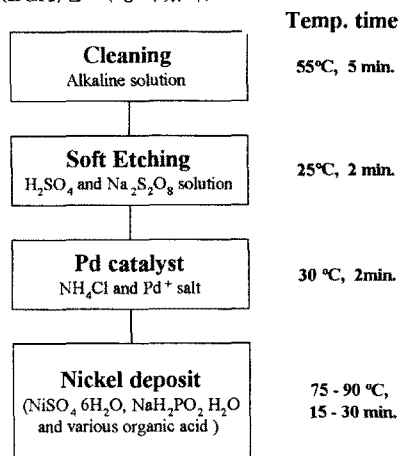 Temp. time
Cleaning
Alkaline solution
55℃, 5 min.
Soft Etching
H₂SO₄ and Na₂S₂O₈ solution
25℃, 2 min.
Pd catalyst
NH₄Cl and Pd⁺ salt
30 ℃, 2min.
Nickel deposit
(NiSO₄ 6H₂O, NaH₂PO₂ H₂O
and various organic acid )
75 - 90 ℃,
15 - 30 min.